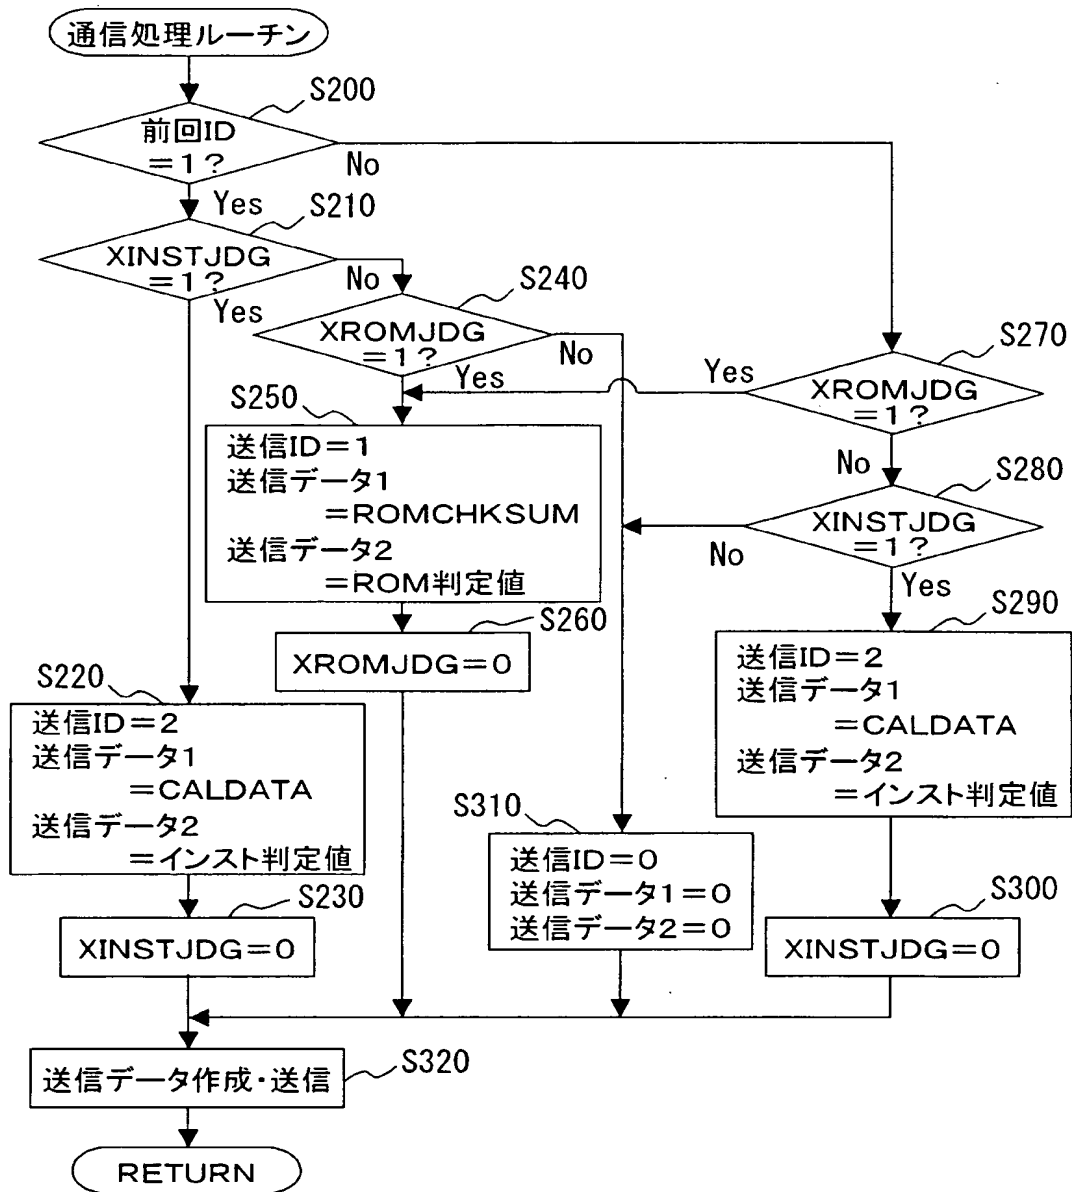 通信処理ルーチン
S200
前回ID
=1?
No
Yes
S210
XINSTJDG
=1?
No
Yes
S240
XROMJDG
=1?
No
Yes
S270
XROMJDG
=1?
Yes
No
S250
送信ID=1
送信データ1
=ROMCHKSUM
送信データ2
=ROM判定値
S280
XINSTJDG
=1?
No
Yes
S260
XROMJDG=0
S290
送信ID=2
送信データ1
=CALDATA
送信データ2
=インスト判定値
S220
送信ID=2
送信データ1
=CALDATA
送信データ2
=インスト判定値
S310
送信ID=0
送信データ1=0
送信データ2=0
S230
XINSTJDG=0
S300
XINSTJDG=0
S320
送信データ作成・送信
RETURN